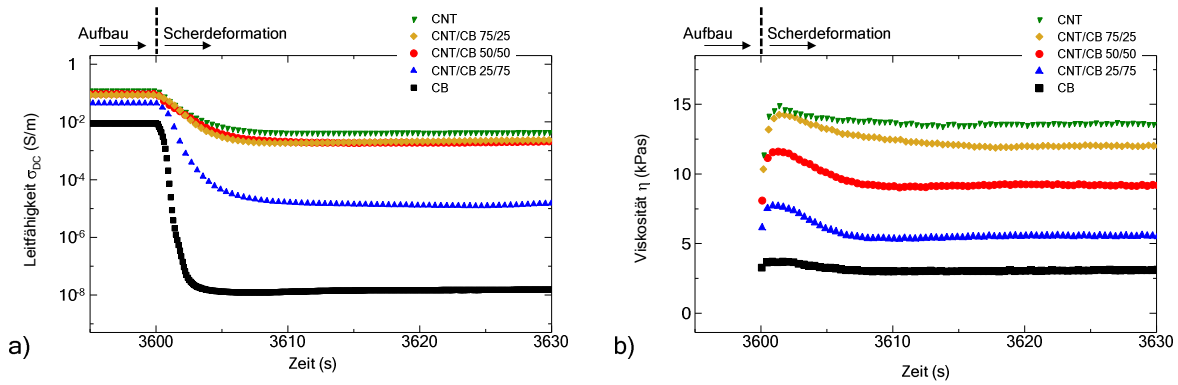 Aufbau
Scherdeformation
CNT
CNT/CB 75/25
CNT/CB 50/50
CNT/CB 25/75
CB
1
10⁻²
10⁻⁴
10⁻⁶
10⁻⁸
Leitfähigkeit σDC (S/m)
3600 3610 3620 3630
Zeit (s)
a)
Aufbau
Scherdeformation
CNT
CNT/CB 75/25
CNT/CB 50/50
CNT/CB 25/75
CB
15
10
5
0
Viskosität η (kPas)
3600 3610 3620 3630
Zeit (s)
b)